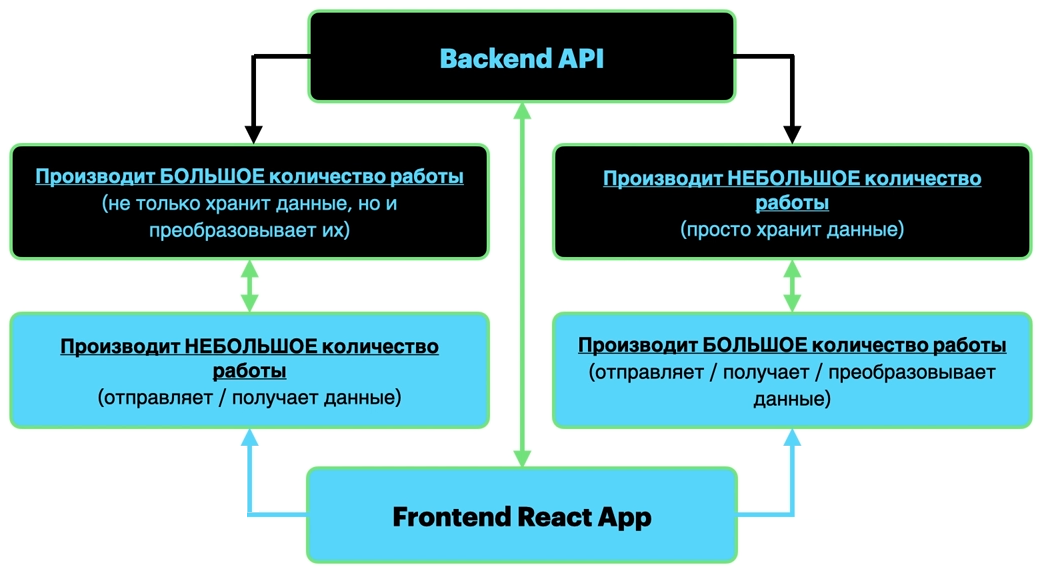 Backend API
Производит БОЛЬШОЕ количество работы
(не только хранит данные, но и
преобразовывает их)
Производит НЕБОЛЬШОЕ количество
работы
(просто хранит данные)
Производит НЕБОЛЬШОЕ количество
работы
(отправляет / получает данные)
Производит БОЛЬШОЕ количество работы
(отправляет / получает / преобразовывает
данные)
Frontend React App